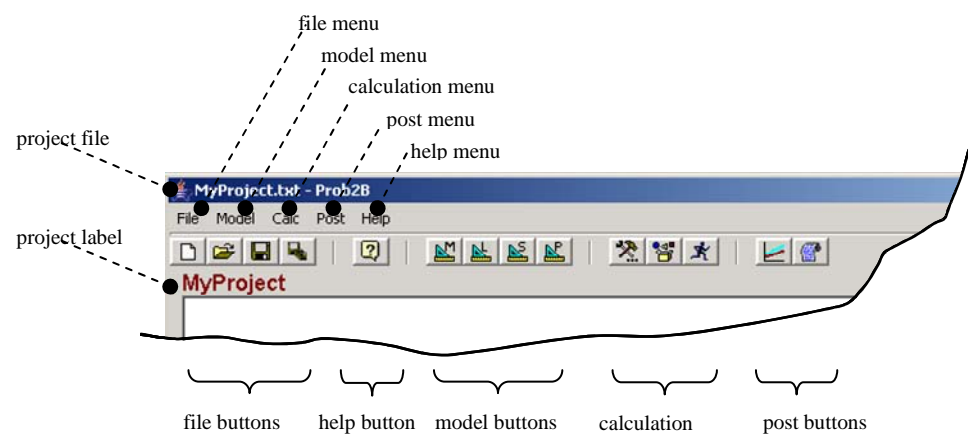 file menu
model menu
calculation menu
post menu
help menu
project file
MyProject.txt - Prob2B
File Model Calc Post Help
project label
M L S P
MyProject
file buttons help button model buttons calculation post buttons